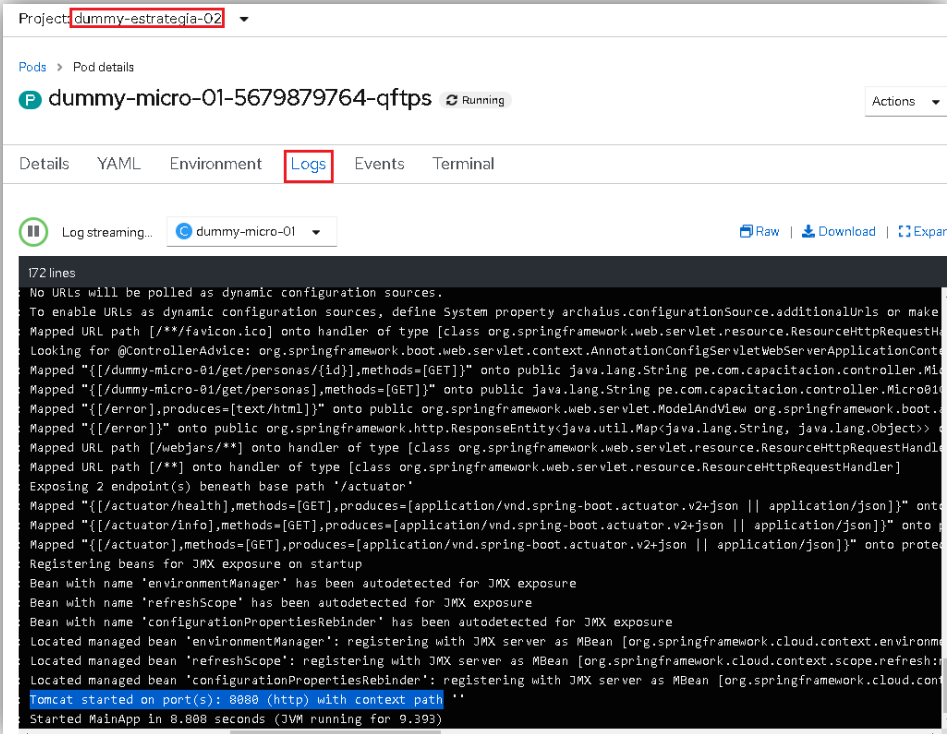 Project: dummy-estrategia-02
Pods > Pod details
P dummy-micro-01-5679879764-qftps Running
Actions
Details YAML Environment Logs Events Terminal
Log streaming... C dummy-micro-01 Raw | Download | Expan
172 lines
: No URLs will be polled as dynamic configuration sources.
: To enable URLs as dynamic configuration sources, define System property archaius.configurationSource.additionalUrls or make
: Mapped URL path [/**/favicon.ico] onto handler of type [class org.springframework.web.servlet.resource.ResourceHttpRequestHa
: Looking for @ControllerAdvice: org.springframework.boot.web.servlet.context.AnnotationConfigServletWebServerApplicationConte
: Mapped "{[/dummy-micro-01/get/personas/{id}],methods=[GET]}" onto public java.lang.String pe.com.capacitacion.controller.Mic
: Mapped "{[/dummy-micro-01/get/personas],methods=[GET]}" onto public java.lang.String pe.com.capacitacion.controller.Micro01C
: Mapped "{[/error],produces=[text/html]}" onto public org.springframework.web.servlet.ModelAndView org.springframework.boot.a
: Mapped "{[/error]}" onto public org.springframework.http.ResponseEntity<java.util.Map<java.lang.String, java.lang.Object>> o
: Mapped URL path [/webjars/**] onto handler of type [class org.springframework.web.servlet.resource.ResourceHttpRequestHandle
: Mapped URL path [/**] onto handler of type [class org.springframework.web.servlet.resource.ResourceHttpRequestHandler]
: Exposing 2 endpoint(s) beneath base path '/actuator'
: Mapped "{[/actuator/health],methods=[GET],produces=[application/vnd.spring-boot.actuator.v2+json || application/json]}" onto
: Mapped "{[/actuator/info],methods=[GET],produces=[application/vnd.spring-boot.actuator.v2+json || application/json]}" onto p
: Mapped "{[/actuator],methods=[GET],produces=[application/vnd.spring-boot.actuator.v2+json || application/json]}" onto protec
: Registering beans for JMX exposure on startup
: Bean with name 'environmentManager' has been autodetected for JMX exposure
: Bean with name 'refreshScope' has been autodetected for JMX exposure
: Bean with name 'configurationPropertiesRebinder' has been autodetected for JMX exposure
: Located managed bean 'environmentManager': registering with JMX server as MBean [org.springframework.cloud.context.environme
: Located managed bean 'refreshScope': registering with JMX server as MBean [org.springframework.cloud.context.scope.refresh:n
: Located managed bean 'configurationPropertiesRebinder': registering with JMX server as MBean [org.springframework.cloud.cont
: Tomcat started on port(s): 8080 (http) with context path ''
: Started MainApp in 8.808 seconds (JVM running for 9.393)